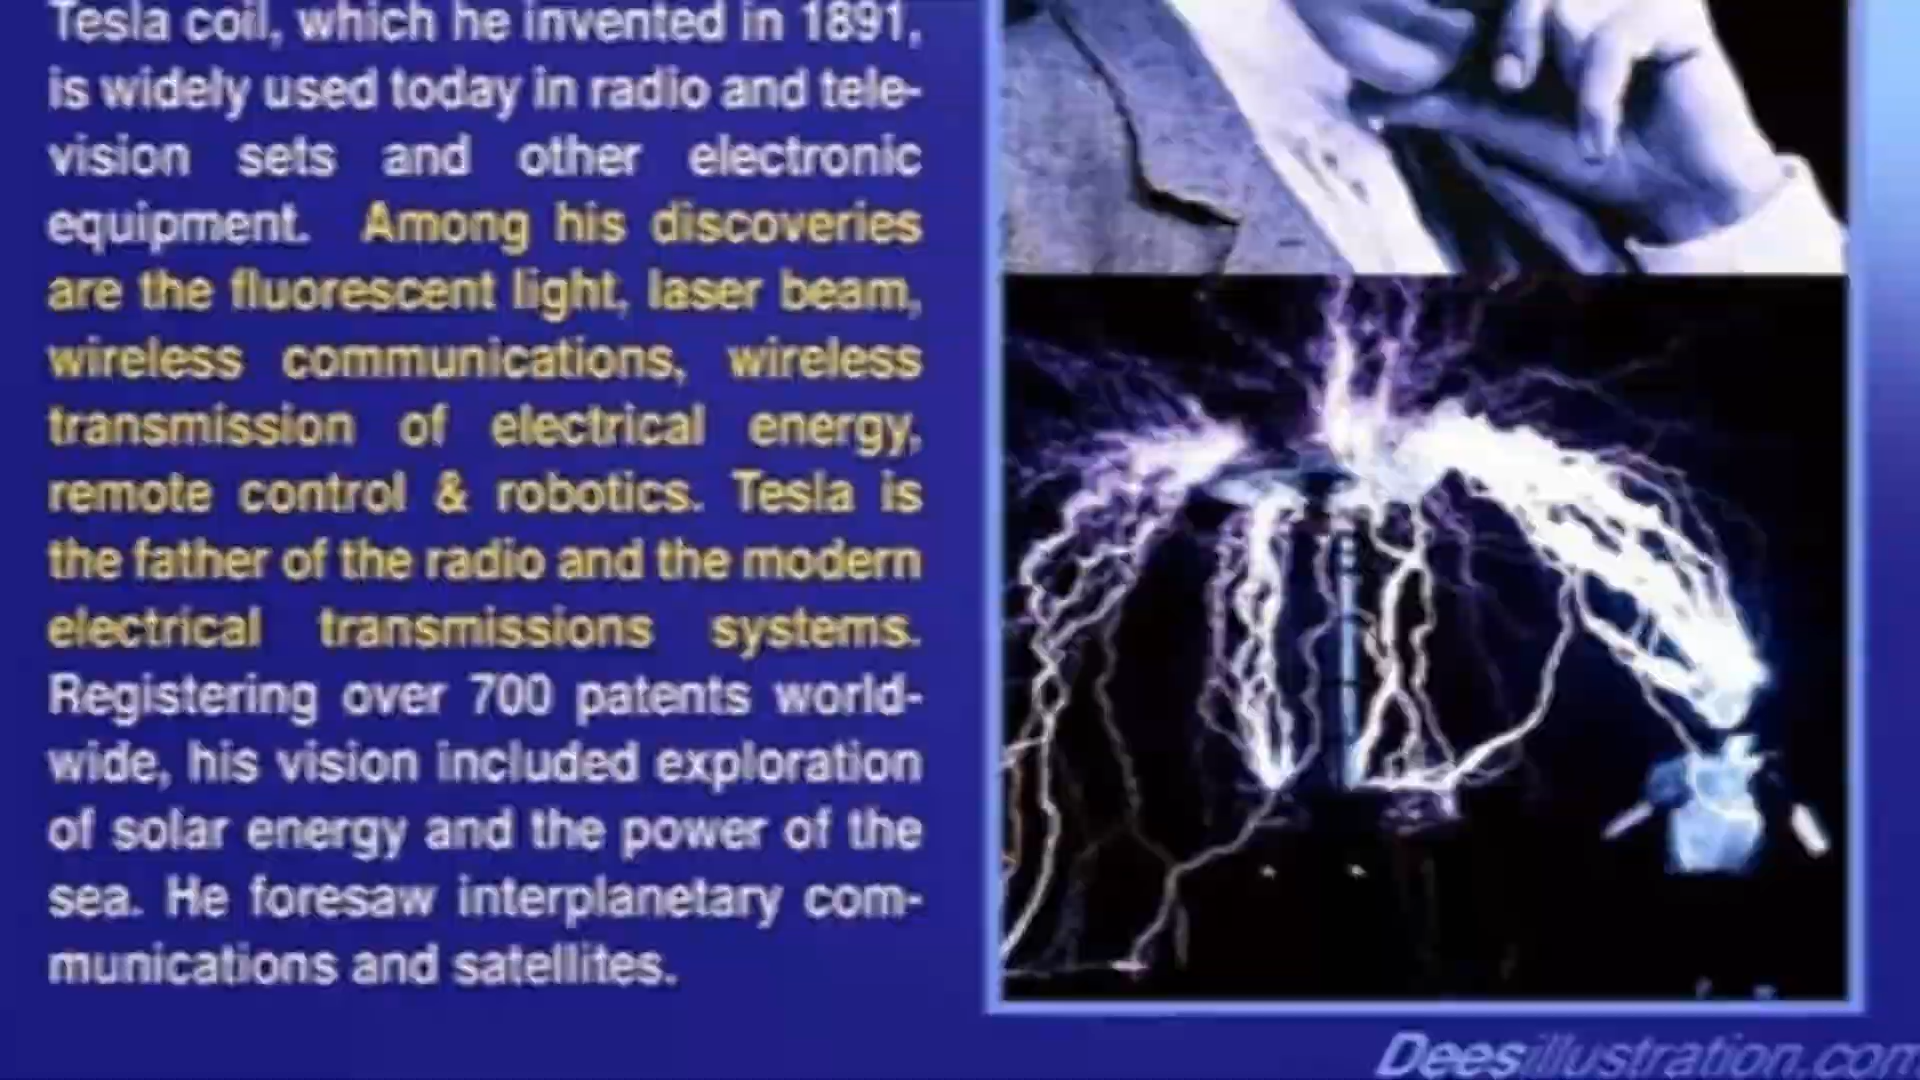 Tesla coil, which he invented in 1891,
is widely used today in radio and tele-
vision sets and other electronic
equipment. Among his discoveries
are the fluorescent light, laser beam,
wireless communications, wireless
transmission of electrical energy,
remote control & robotics. Tesla is
the father of the radio and the modern
electrical transmissions systems.
Registering over 700 patents world-
wide, his vision included exploration
of solar energy and the power of the
sea. He foresaw interplanetary com-
munications and satellites.
Deesillustration.com